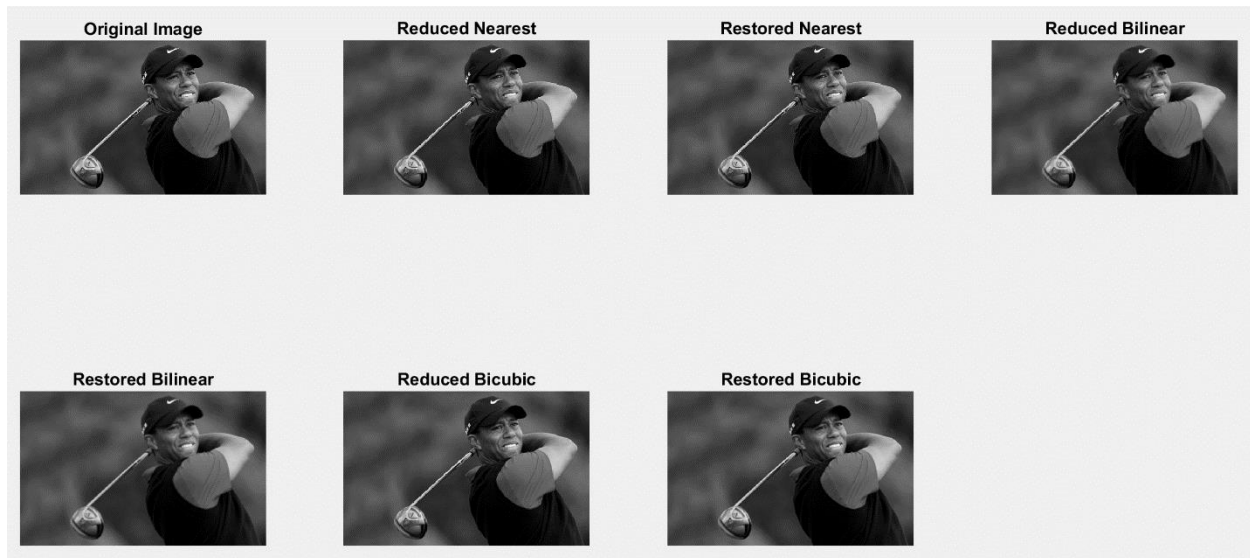 Original Image
Reduced Nearest
Restored Nearest
Reduced Bilinear
Restored Bilinear
Reduced Bicubic
Restored Bicubic